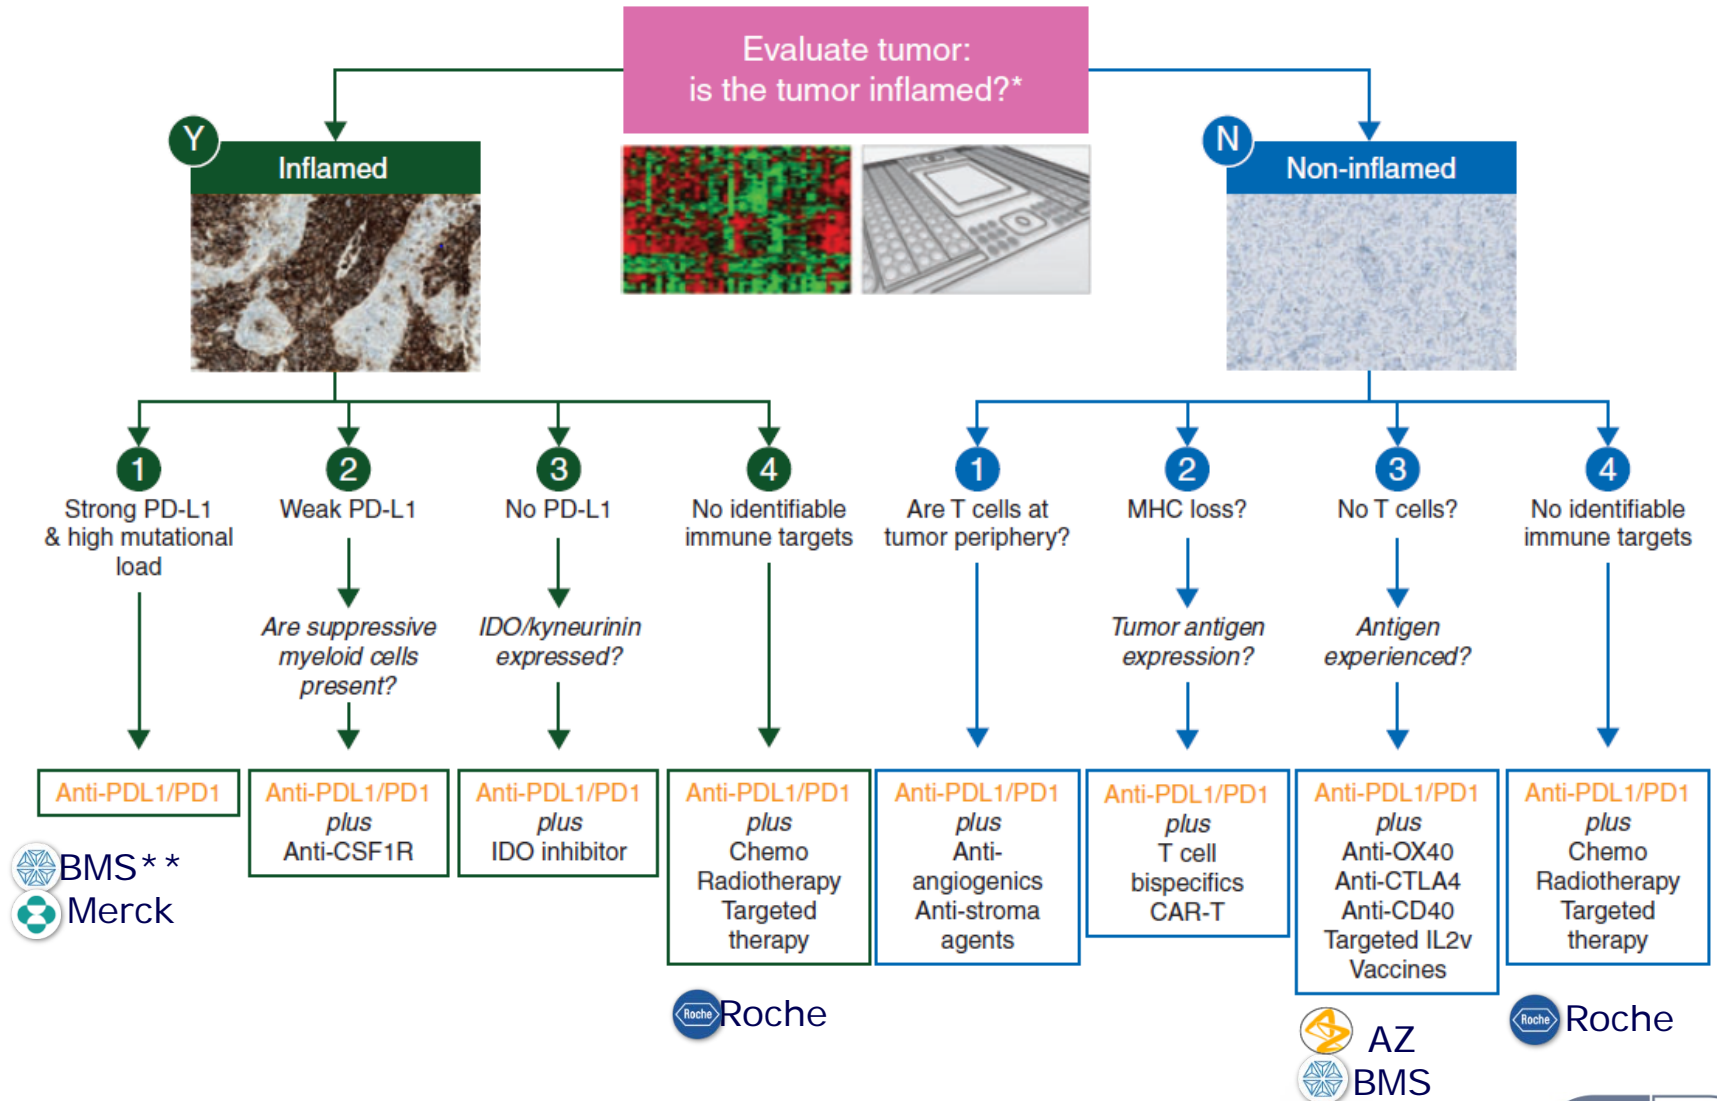 Evaluate tumor:
is the tumor inflamed?*
Y
Inflamed
N
Non-inflamed
1
Strong PD-L1
& high mutational
load
2
Weak PD-L1
Are suppressive
myeloid cells
present?
3
No PD-L1
IDO/kyneurinin
expressed?
4
No identifiable
immune targets
1
Are T cells at
tumor periphery?
2
MHC loss?
Tumor antigen
expression?
3
No T cells?
Antigen
experienced?
4
No identifiable
immune targets
Anti-PDL1/PD1
Anti-PDL1/PD1
plus
Anti-CSF1R
Anti-PDL1/PD1
plus
IDO inhibitor
Anti-PDL1/PD1
plus
Chemo
Radiotherapy
Targeted
therapy
Anti-PDL1/PD1
plus
Anti-
angiogenics
Anti-stroma
agents
Anti-PDL1/PD1
plus
T cell
bispecifics
CAR-T
Anti-PDL1/PD1
plus
Anti-OX40
Anti-CTLA4
Anti-CD40
Targeted IL2v
Vaccines
Anti-PDL1/PD1
plus
Chemo
Radiotherapy
Targeted
therapy
BMS**
Merck
Roche Roche
AZ
BMS
Roche Roche